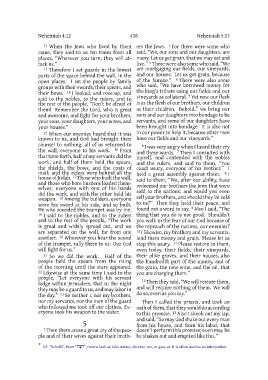 Nehemiah 4:12
438
Nehemiah 5:13
12 When the Jews who lived by them
came, they said to us ten times from all
places, "Wherever you turn, they will at-
tack us."
13 Therefore I set guards in the lowest
parts of the space behind the wall, in the
open places. I set the people by family
groups with their swords, their spears, and
their bows. 14 I looked, and rose up, and
said to the nobles, to the rulers, and to
the rest of the people, "Don't be afraid of
them! Remember the Lord, who is great
and awesome, and fight for your brothers,
your sons, your daughters, your wives, and
your houses."
15 When our enemies heard that it was
known to us, and God had brought their
counsel to nothing, all of us returned to
the wall, everyone to his work. 16 From
that time forth, half of my servants did the
work, and half of them held the spears,
the shields, the bows, and the coats of
mail; and the rulers were behind all the
house of Judah. 17 Those who built the wall,
and those who bore burdens loaded them-
selves; everyone with one of his hands
did the work, and with the other held his
weapon. 18 Among the builders, everyone
wore his sword at his side, and so built.
He who sounded the trumpet was by me.
19 I said to the nobles, and to the rulers
and to the rest of the people, "The work
is great and widely spread out, and we
are separated on the wall, far from one
another. 20 Wherever you hear the sound
of the trumpet, rally there to us. Our God
will fight for us."
21 So we did the work. Half of the
people held the spears from the rising
of the morning until the stars appeared.
22 Likewise at the same time I said to the
people, "Let everyone with his servant
lodge within Jerusalem, that in the night
they may be a guard to us, and may labor in
the day." 23 So neither I, nor my brothers,
nor my servants, nor the men of the guard
who followed me took off our clothes. Ev-
eryone took his weapon to the water.
5
1 Then there arose a great cry of the peo-
ple and of their wives against their broth-
ers the Jews. 2 For there were some who
said, "We, our sons and our daughters, are
many. Let us get grain, that we may eat and
live." 3 There were also some who said, "We
are mortgaging our fields, our vineyards,
and our houses. Let us get grain, because
of the famine." 4 There were also some
who said, "We have borrowed money for
the king's tribute using our fields and our
vineyards as collateral. 5 Yet now our flesh
is as the flesh of our brothers, our children
as their children. Behold, we bring our
sons and our daughters into bondage to be
servants, and some of our daughters have
been brought into bondage. It is also not
in our power to help it, because other men
have our fields and our vineyards."
6 I was very angry when I heard their cry
and these words. 7 Then I consulted with
myself, and contended with the nobles
and the rulers, and said to them, "You
exact usury, everyone of his brother." I
held a great assembly against them. 8 I
said to them, "We, after our ability, have
redeemed our brothers the Jews that were
sold to the nations; and would you even
sell your brothers, and should they be sold
to us?" Then they held their peace, and
found not a word to say. 9 Also I said, "The
thing that you do is not good. Shouldn't
you walk in the fear of our God because of
the reproach of the nations, our enemies?
10 I likewise, my brothers and my servants,
lend them money and grain. Please let us
stop this usury. 11 Please restore to them,
even today, their fields, their vineyards,
their olive groves, and their houses, also
the hundredth part of the money, and of
the grain, the new wine, and the oil, that
you are charging them."
12 Then they said, "We will restore them,
and will require nothing of them. We will
do so, even as you say."
Then I called the priests, and took an
oath of them, that they would do according
to this promise. 13 Also I shook out my lap,
and said, "So may God shake out every man
from his house, and from his labor, that
doesn't perform this promise; even may he
be shaken out and emptied like this."